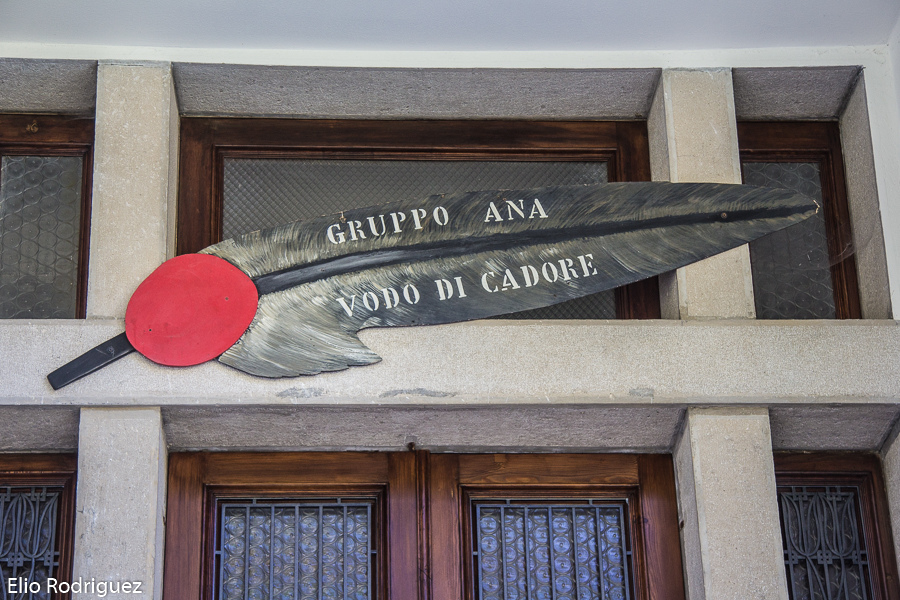 GRUPPO ANA
VODO DI CADORE
Elio Rodriguez